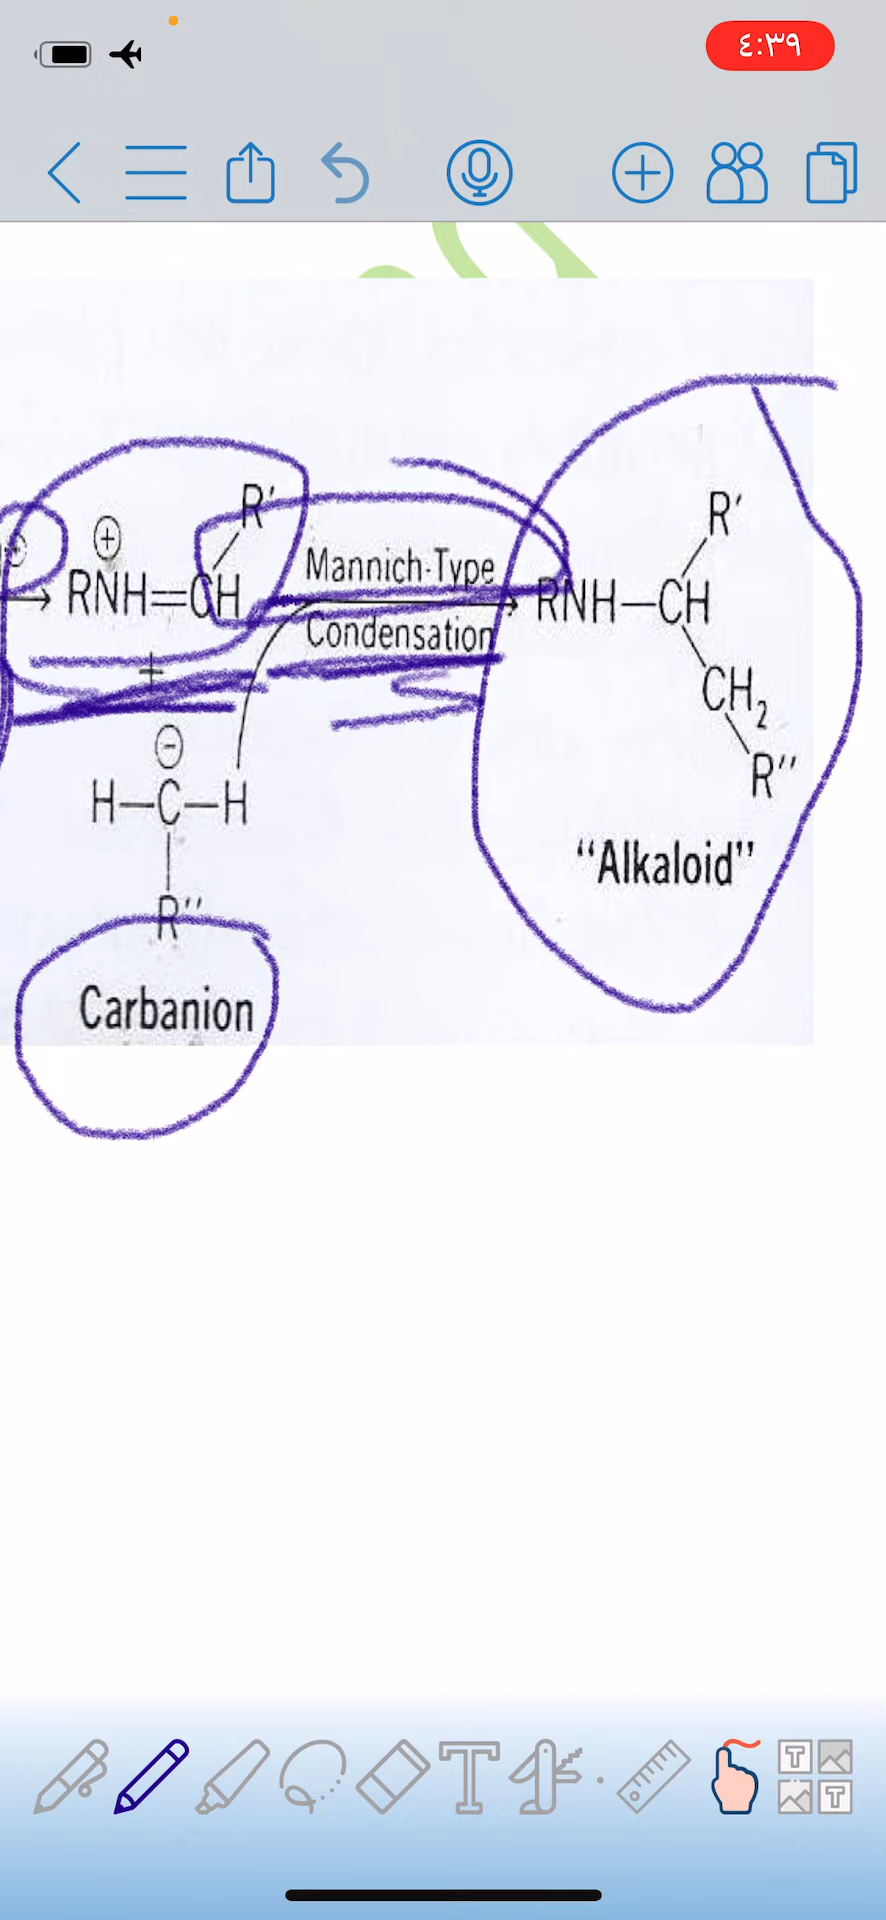 ٤:٣٩
R′
⊕
RNH=CH
Mannich-Type
Condensation
+
⊖
H–C–H
R″
Carbanion
R′
RNH–CH
CH₂
R″
“Alkaloid”